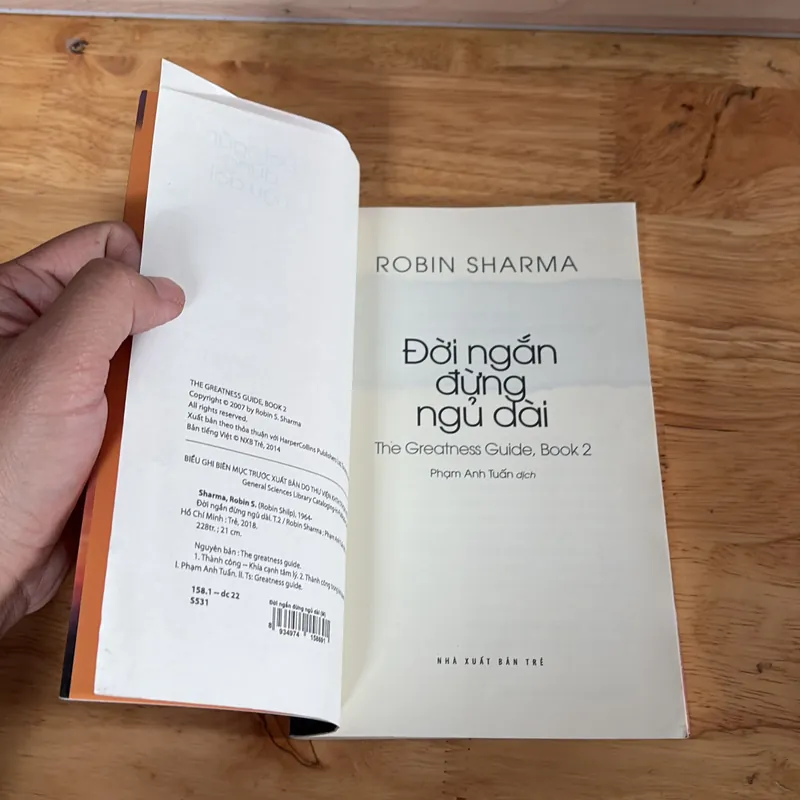 THE GREATNESS GUIDE, BOOK 2
Copyright © 2007 by Robin S. Sharma
All rights reserved.
Xuất bản theo thỏa thuận với HarperCollins Publishers
Bản tiếng Việt © NXB Trẻ, 2014
BIỂU GHI BIÊN MỤC TRƯỚC XUẤT BẢN DO THƯ VIỆN
General Sciences Library Cataloging
Sharma, Robin S. (Robin Shilp), 1964-
Đời ngắn đừng ngủ dài. T.2 / Robin Sharma ; Phạm Anh
Hồ Chí Minh : Trẻ, 2018.
228tr. ; 21 cm.
Nguyên bản : The greatness guide.
1. Thành công -- Khía cạnh tâm lý. 2. Thành công
I. Phạm Anh Tuấn. II. Ts: Greatness guide.
158.1 -- dc 22
S531
Đời ngắn đừng ngủ dài
8 934974 156901
ROBIN SHARMA
Đời ngắn
đừng
ngủ dài
The Greatness Guide, Book 2
Phạm Anh Tuấn dịch
NHÀ XUẤT BẢN TRẺ